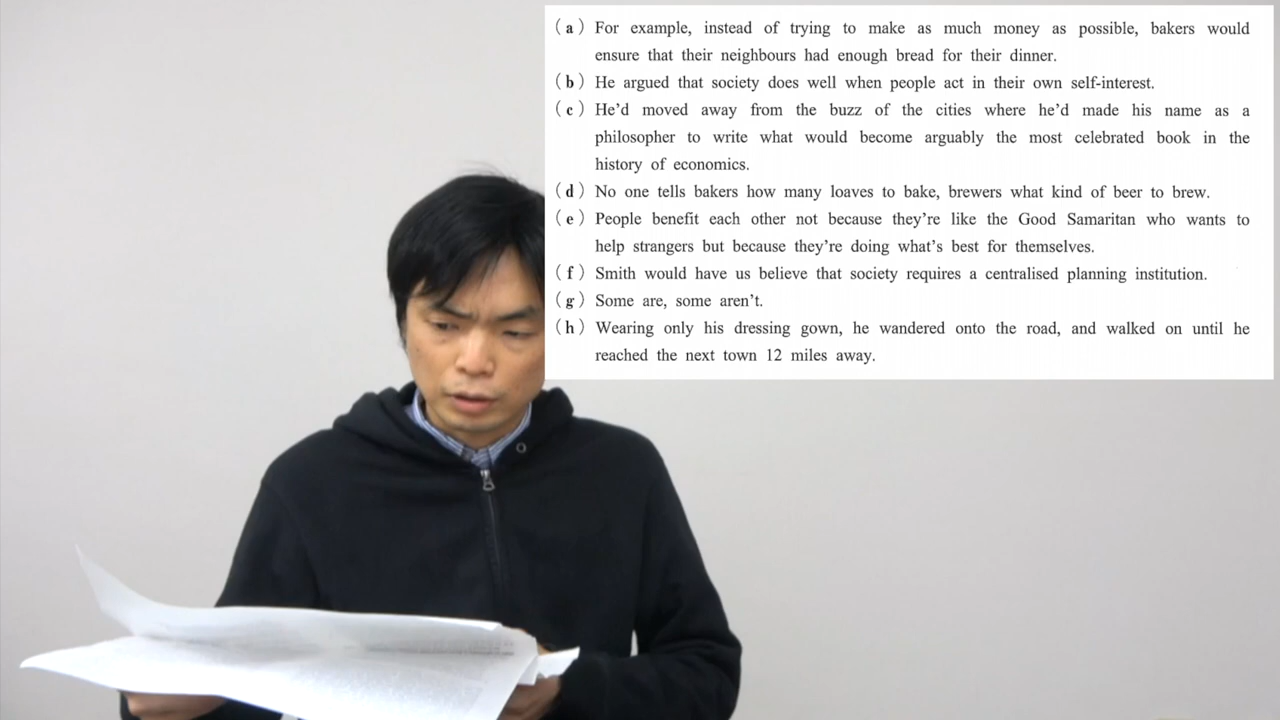 (a) For example, instead of trying to make as much money as possible, bakers would
ensure that their neighbours had enough bread for their dinner.
(b) He argued that society does well when people act in their own self-interest.
(c) He'd moved away from the buzz of the cities where he'd made his name as a
philosopher to write what would become arguably the most celebrated book in the
history of economics.
(d) No one tells bakers how many loaves to bake, brewers what kind of beer to brew.
(e) People benefit each other not because they're like the Good Samaritan who wants to
help strangers but because they're doing what's best for themselves.
(f) Smith would have us believe that society requires a centralised planning institution.
(g) Some are, some aren't.
(h) Wearing only his dressing gown, he wandered onto the road, and walked on until he
reached the next town 12 miles away.